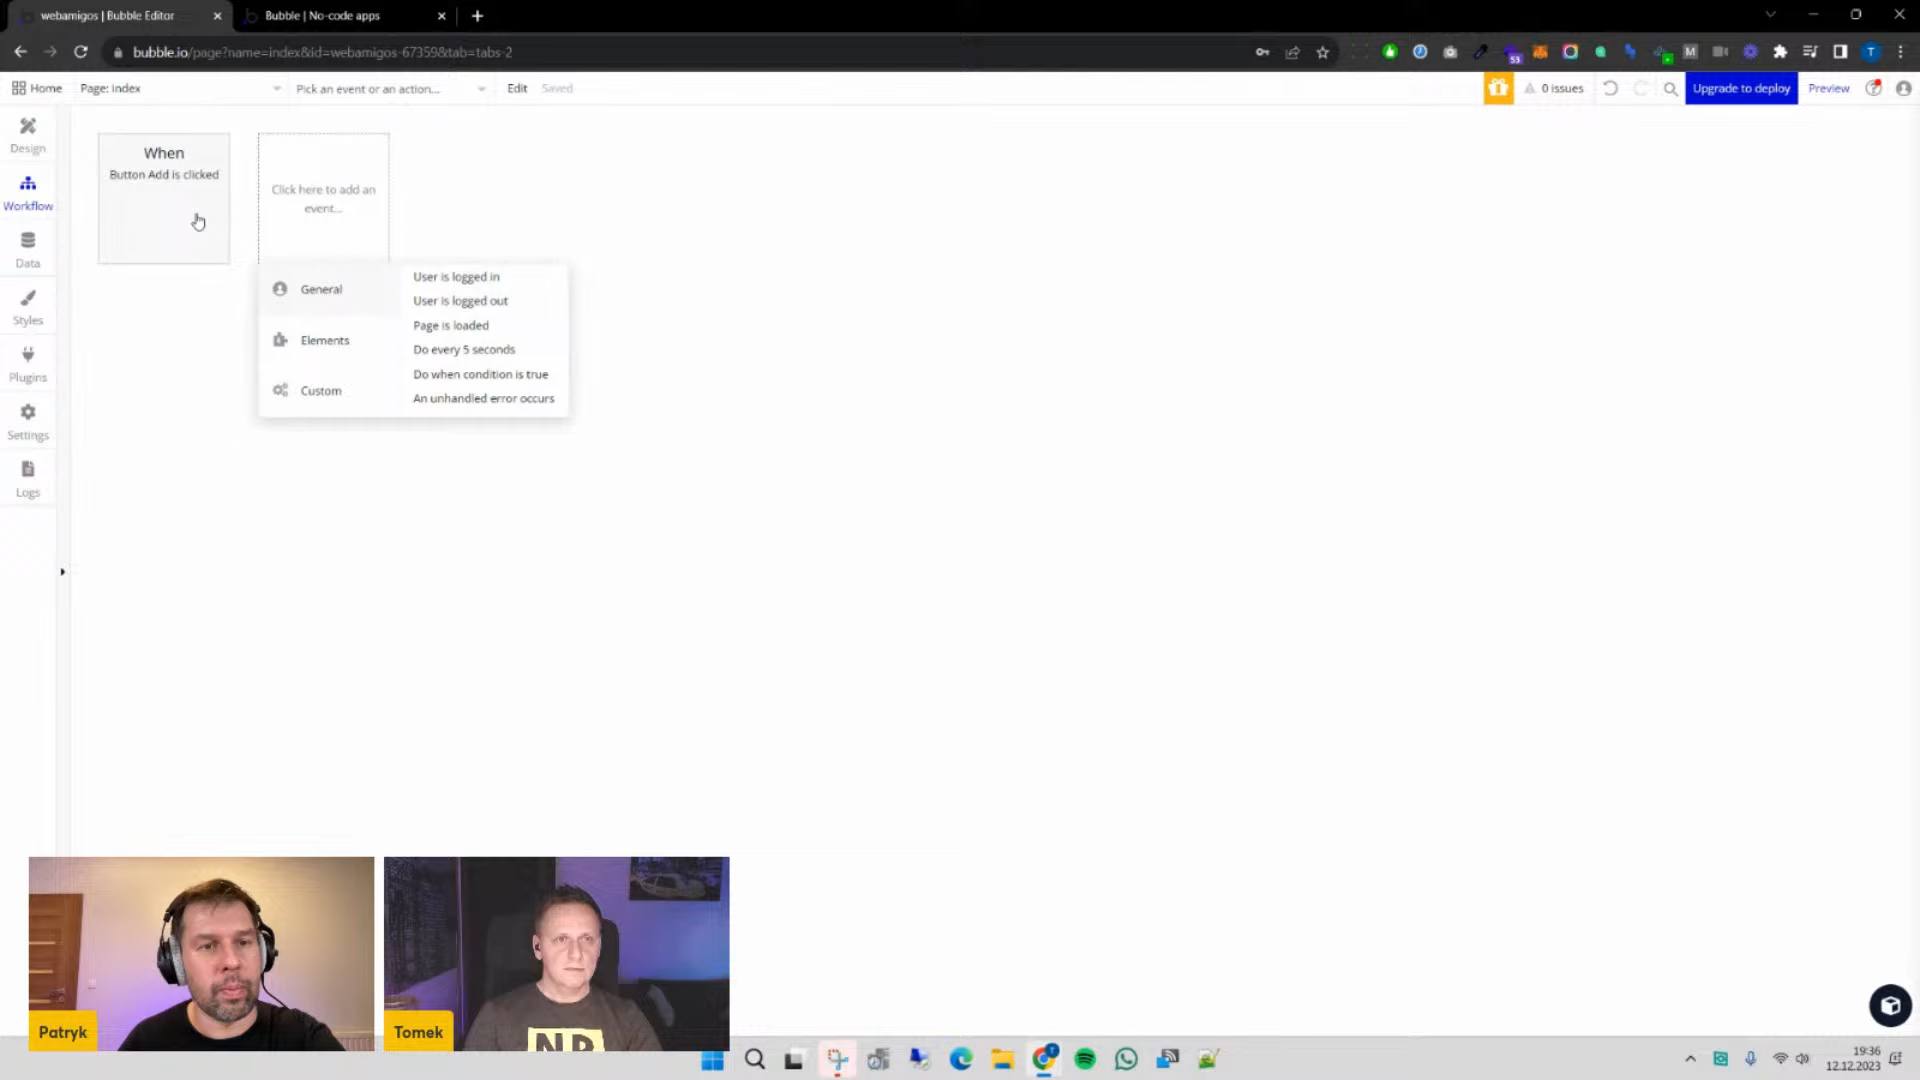 webamigos | Bubble Editor
Bubble | No-code apps
bubble.io/page?name=index&id=webamigos-67359&tab=tabs-2
53
M
T
Home
Page: index
Pick an event or an action...
Edit
Saved
0 issues
Upgrade to deploy
Preview
Design
Workflow
Data
Styles
Plugins
Settings
Logs
When
Button Add is clicked
Click here to add an
event...
General
Elements
Custom
User is logged in
User is logged out
Page is loaded
Do every 5 seconds
Do when condition is true
An unhandled error occurs
Patryk
Tomek
19:36
12.12.2023